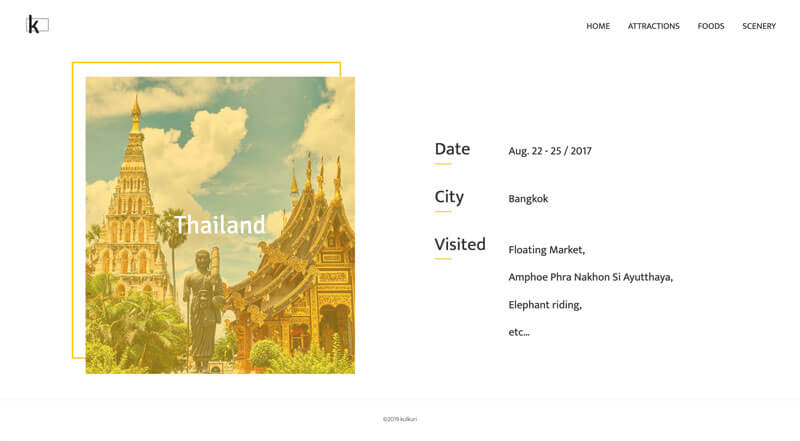 k
HOME ATTRACTIONS FOODS SCENERY
Thailand
Date Aug. 22 - 25 / 2017
City Bangkok
Visited Floating Market,
Amphoe Phra Nakhon Si Ayutthaya,
Elephant riding,
etc...
©2019 kulkuri